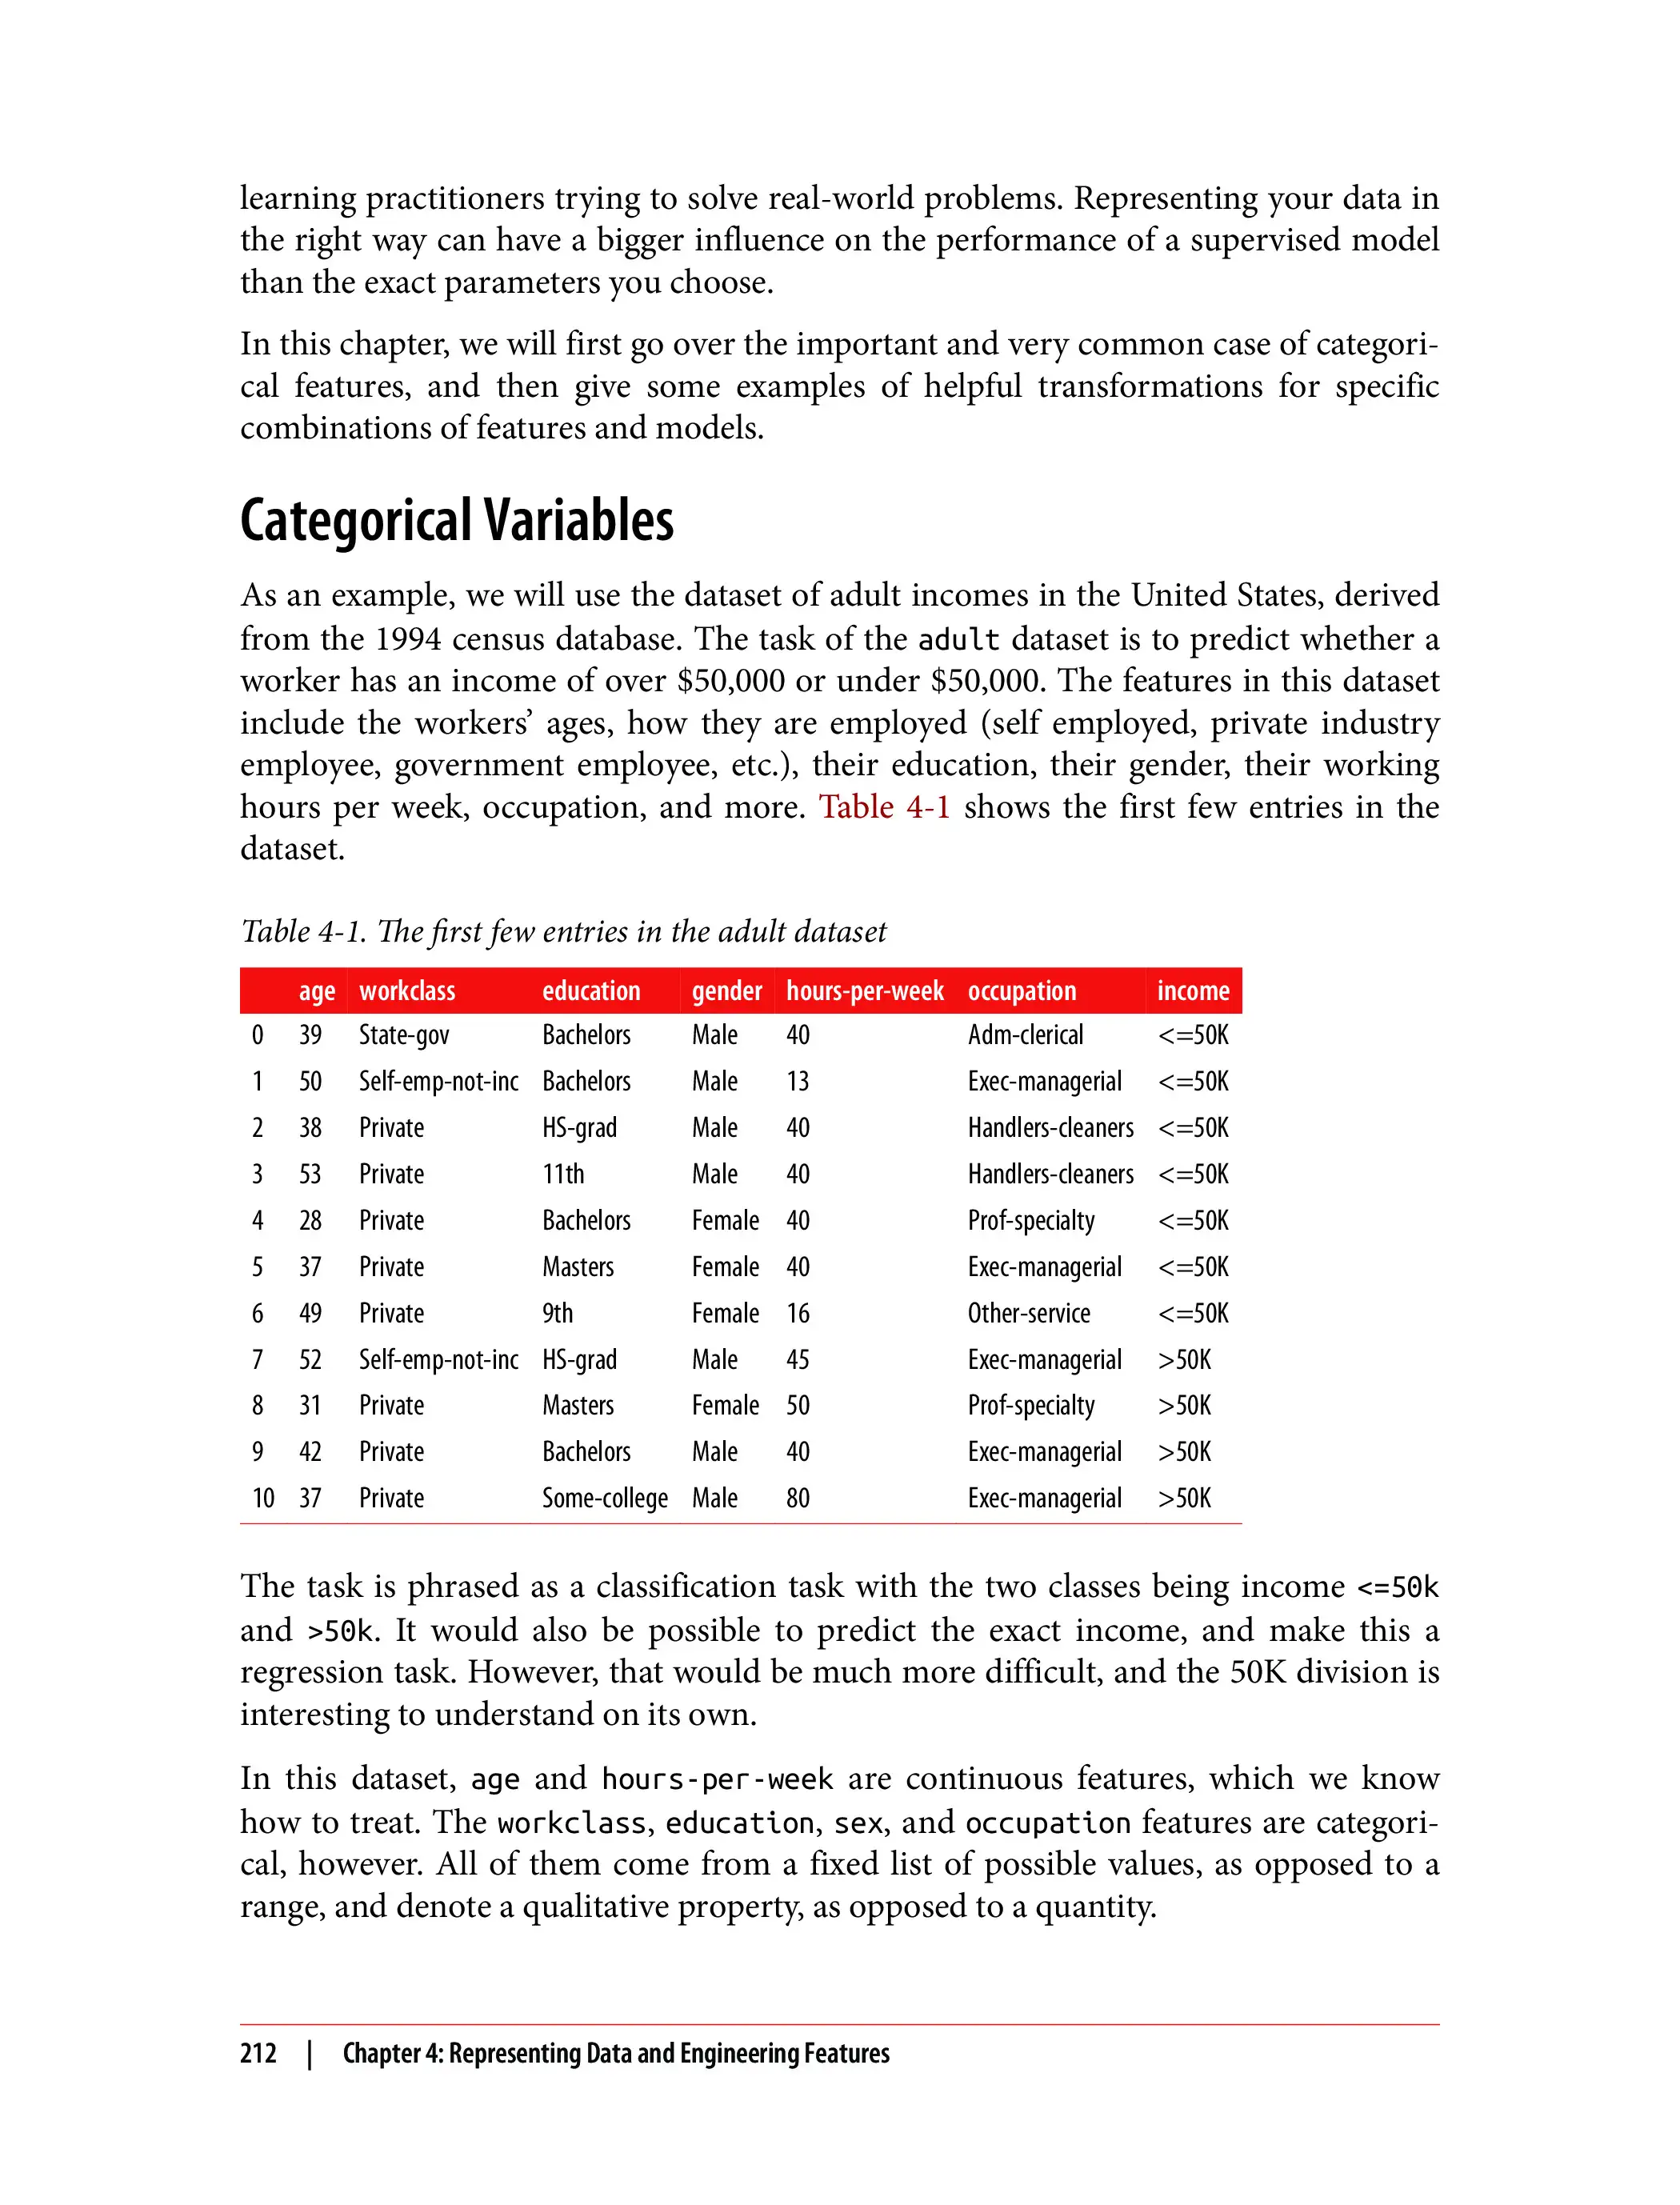 learning practitioners trying to solve real-world problems. Representing your data in
the right way can have a bigger influence on the performance of a supervised model
than the exact parameters you choose.
In this chapter, we will first go over the important and very common case of categori-
cal features, and then give some examples of helpful transformations for specific
combinations of features and models.
Categorical Variables
As an example, we will use the dataset of adult incomes in the United States, derived
from the 1994 census database. The task of the adult dataset is to predict whether a
worker has an income of over $50,000 or under $50,000. The features in this dataset
include the workers’ ages, how they are employed (self employed, private industry
employee, government employee, etc.), their education, their gender, their working
hours per week, occupation, and more. Table 4-1 shows the first few entries in the
dataset.
Table 4-1. The first few entries in the adult dataset
age workclass education gender hours-per-week occupation income
0 39 State-gov Bachelors Male 40 Adm-clerical <=50K
1 50 Self-emp-not-inc Bachelors Male 13 Exec-managerial <=50K
2 38 Private HS-grad Male 40 Handlers-cleaners <=50K
3 53 Private 11th Male 40 Handlers-cleaners <=50K
4 28 Private Bachelors Female 40 Prof-specialty <=50K
5 37 Private Masters Female 40 Exec-managerial <=50K
6 49 Private 9th Female 16 Other-service <=50K
7 52 Self-emp-not-inc HS-grad Male 45 Exec-managerial >50K
8 31 Private Masters Female 50 Prof-specialty >50K
9 42 Private Bachelors Male 40 Exec-managerial >50K
10 37 Private Some-college Male 80 Exec-managerial >50K
The task is phrased as a classification task with the two classes being income <=50k
and >50k. It would also be possible to predict the exact income, and make this a
regression task. However, that would be much more difficult, and the 50K division is
interesting to understand on its own.
In this dataset, age and hours-per-week are continuous features, which we know
how to treat. The workclass, education, sex, and occupation features are categori-
cal, however. All of them come from a fixed list of possible values, as opposed to a
range, and denote a qualitative property, as opposed to a quantity.
212 | Chapter 4: Representing Data and Engineering Features